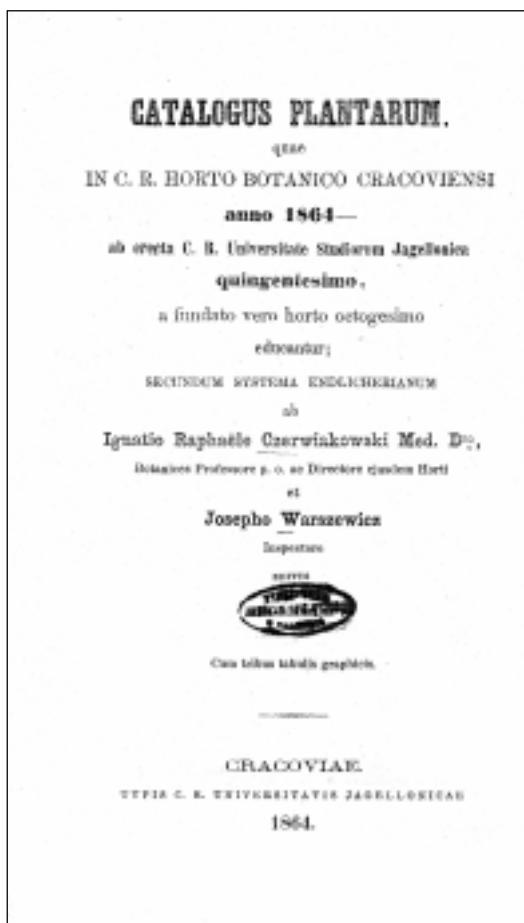 CATALOGUS PLANTARUM,
quae
IN C. R. HORTO BOTANICO CRACOVIENSI
anno 1864—
ab erecta C. R. Universitate Studiorum Jagellonica
quingentesimo,
a fundato vero horto octogesimo
educantur;
SECUNDUM SYSTEMA ENDLICHERIANUM
ab
Ignatio Raphaële Czerwiakowski Med. Dre,
Botanices Professore p. o. ac Directore ejusdem Horti
et
Josepho Warszewicz
Inspectore
Cum tribus tabulis graphicis.
CRACOVIAE.
TYPIS C. R. UNIVERSITATIS JAGELLONICAE
1864.